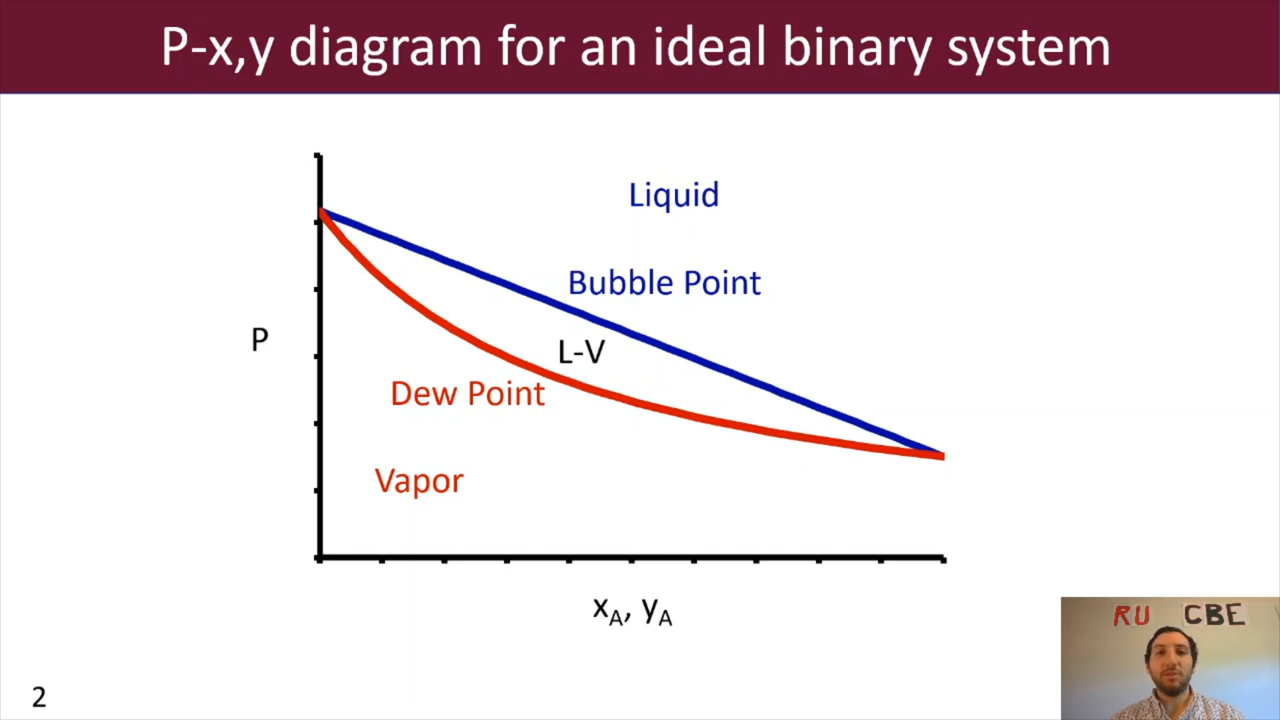 P-x,y diagram for an ideal binary system
Liquid
Bubble Point
P
L-V
Dew Point
Vapor
xA, yA
RU CBE
2